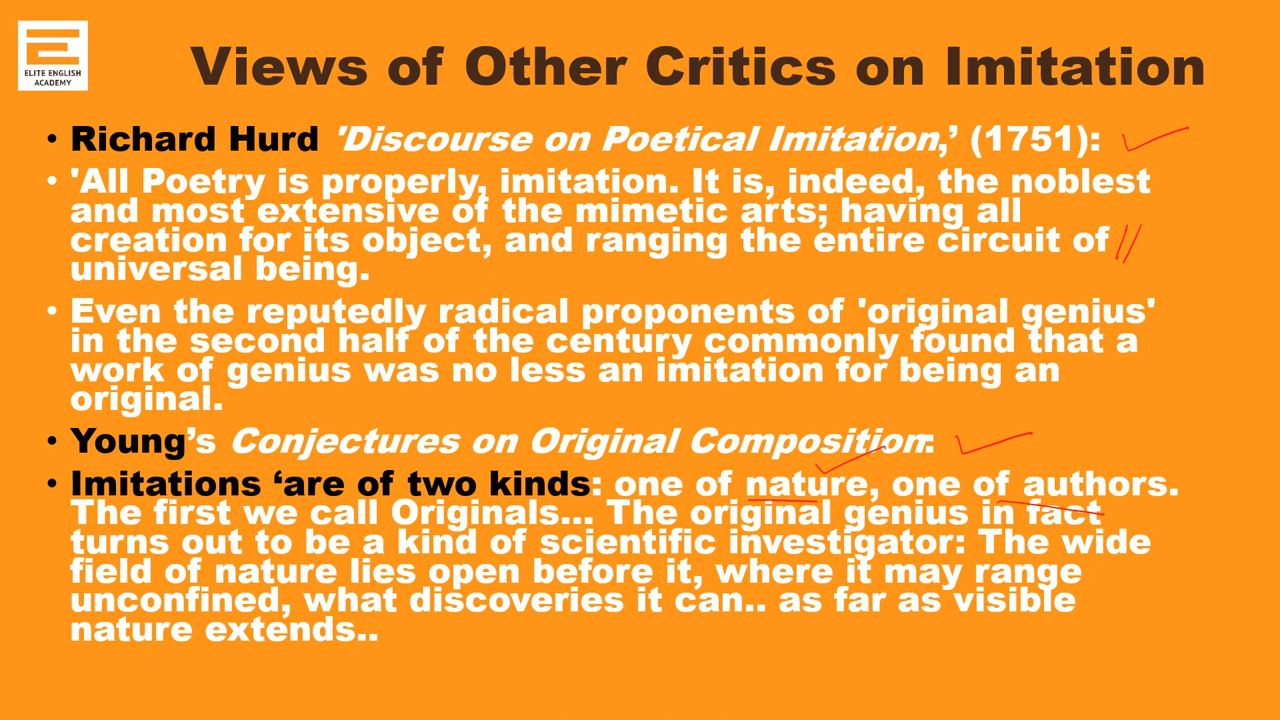 ELITE ENGLISH
ACADEMY
Views of Other Critics on Imitation
• Richard Hurd 'Discourse on Poetical Imitation,’ (1751):
• 'All Poetry is properly, imitation. It is, indeed, the noblest
and most extensive of the mimetic arts; having all
creation for its object, and ranging the entire circuit of
universal being.
• Even the reputedly radical proponents of 'original genius'
in the second half of the century commonly found that a
work of genius was no less an imitation for being an
original.
• Young’s Conjectures on Original Composition:
• Imitations ‘are of two kinds: one of nature, one of authors.
The first we call Originals... The original genius in fact
turns out to be a kind of scientific investigator: The wide
field of nature lies open before it, where it may range
unconfined, what discoveries it can.. as far as visible
nature extends..